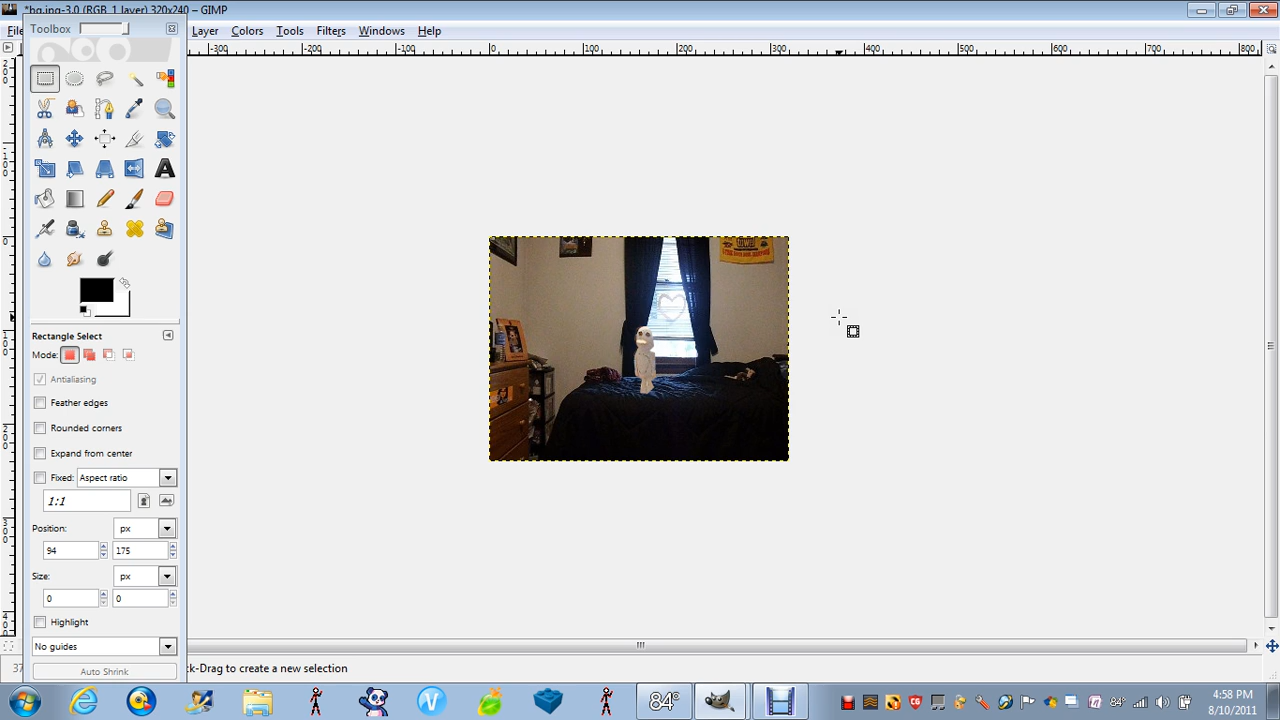 *bg.jpg-3.0 (RGB, 1 layer) 320x240 – GIMP
Layer Colors Tools Filters Windows Help
Toolbox
-300 -200 -100 0 100 200 300 400 500 600 700 800
Rectangle Select
Mode:
Antialiasing
Feather edges
Rounded corners
Expand from center
Fixed: Aspect ratio
1:1
Position: px
94 175
Size: px
0 0
Highlight
No guides
Auto Shrink
ck-Drag to create a new selection
84°
84°
4:58 PM
8/10/2011